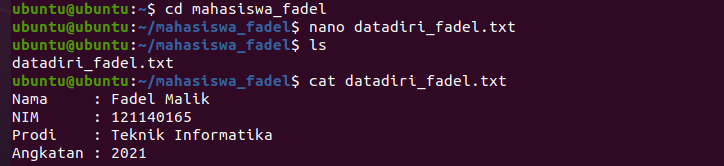 ubuntu@ubuntu:~$ cd mahasiswa_fadel
ubuntu@ubuntu:~/mahasiswa_fadel$ nano datadiri_fadel.txt
ubuntu@ubuntu:~/mahasiswa_fadel$ ls
datadiri_fadel.txt
ubuntu@ubuntu:~/mahasiswa_fadel$ cat datadiri_fadel.txt
Nama     : Fadel Malik
NIM      : 121140165
Prodi    : Teknik Informatika
Angkatan : 2021